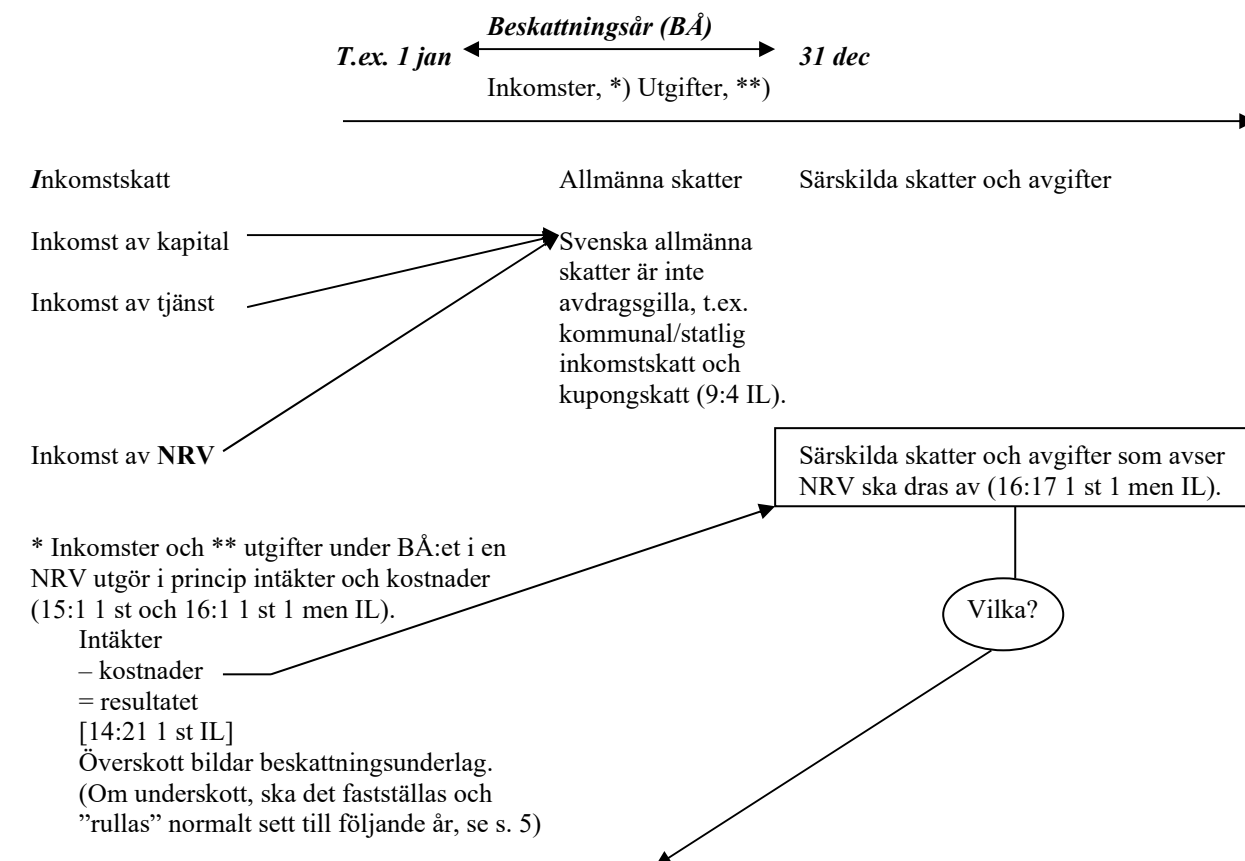 Beskattningsår (BÅ)
T.ex. 1 jan 31 dec
Inkomster, *) Utgifter, **)
Inkomstskatt Allmänna skatter Särskilda skatter och avgifter
Inkomst av kapital
Inkomst av tjänst
Svenska allmänna
skatter är inte
avdragsgilla, t.ex.
kommunal/statlig
inkomstskatt och
kupongskatt (9:4 IL).
Inkomst av NRV
Särskilda skatter och avgifter som avser
NRV ska dras av (16:17 1 st 1 men IL).
* Inkomster och ** utgifter under BÅ:et i en
NRV utgör i princip intäkter och kostnader
(15:1 1 st och 16:1 1 st 1 men IL).
Intäkter
– kostnader
= resultatet
[14:21 1 st IL]
Överskott bildar beskattningsunderlag.
(Om underskott, ska det fastställas och
”rullas” normalt sett till följande år, se s. 5)
Vilka?